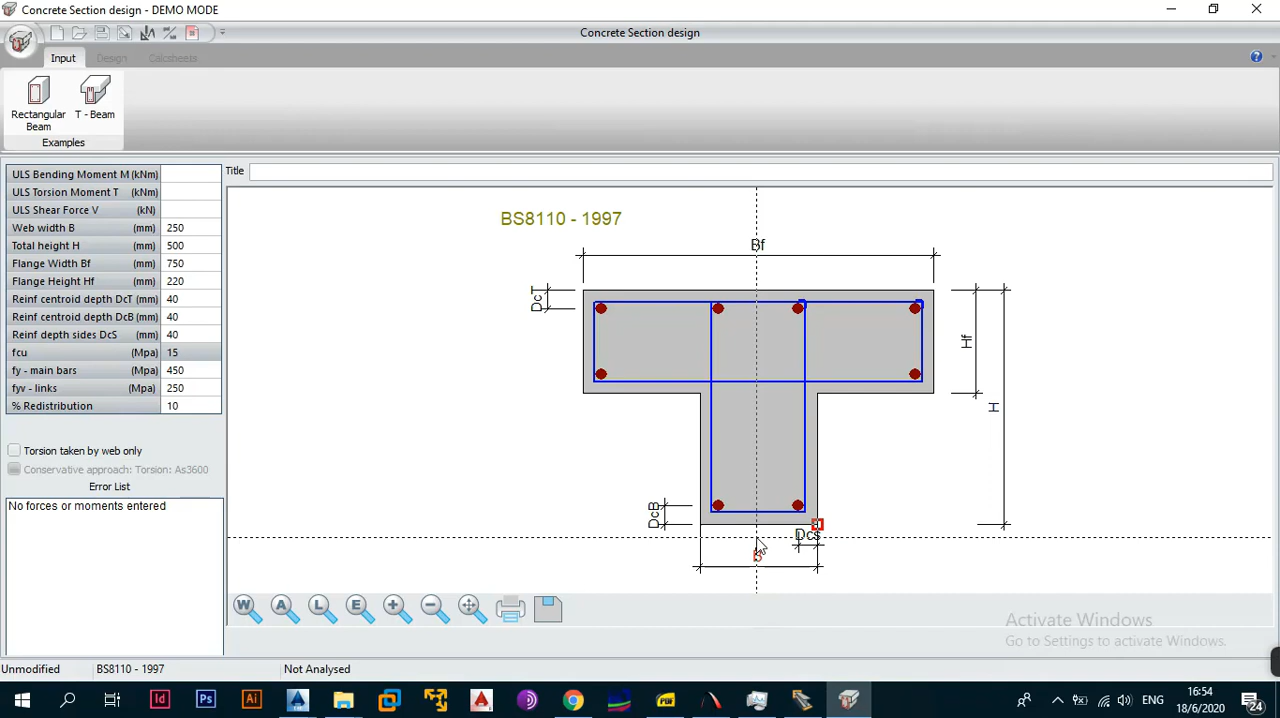 Concrete Section design - DEMO MODE
Concrete Section design
Input Design Calcsheets
Rectangular Beam
T - Beam
Examples
Title
ULS Bending Moment M (kNm)
ULS Torsion Moment T (kNm)
ULS Shear Force V (kN)
Web width B (mm) 250
Total height H (mm) 500
Flange Width Bf (mm) 750
Flange Height Hf (mm) 220
Reinf centroid depth DcT (mm) 40
Reinf centroid depth DcB (mm) 40
Reinf depth sides DcS (mm) 40
fcu (Mpa) 15
fy - main bars (Mpa) 450
fyv - links (Mpa) 250
% Redistribution 10
Torsion taken by web only
Conservative approach: Torsion: As3600
Error List
No forces or moments entered
BS8110 - 1997
Bf
DcT
Hf
H
DcB
Dcs
B
W A L E
Activate Windows
Go to Settings to activate Windows.
Unmodified BS8110 - 1997 Not Analysed
Id Ps Ai A PDF ENG
16:54
18/6/2020
24